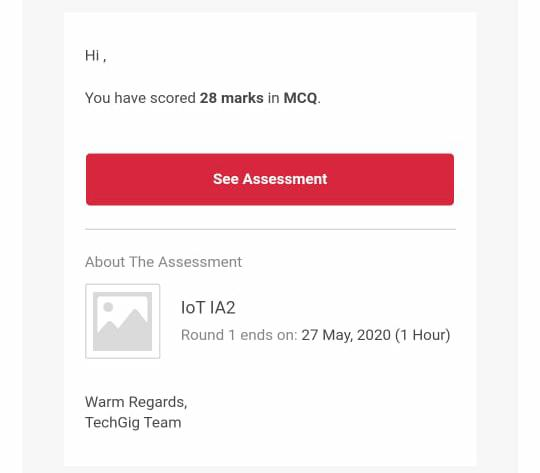 Hi ,
You have scored 28 marks in MCQ.
See Assessment
About The Assessment
IoT IA2
Round 1 ends on: 27 May, 2020 (1 Hour)
Warm Regards,
TechGig Team